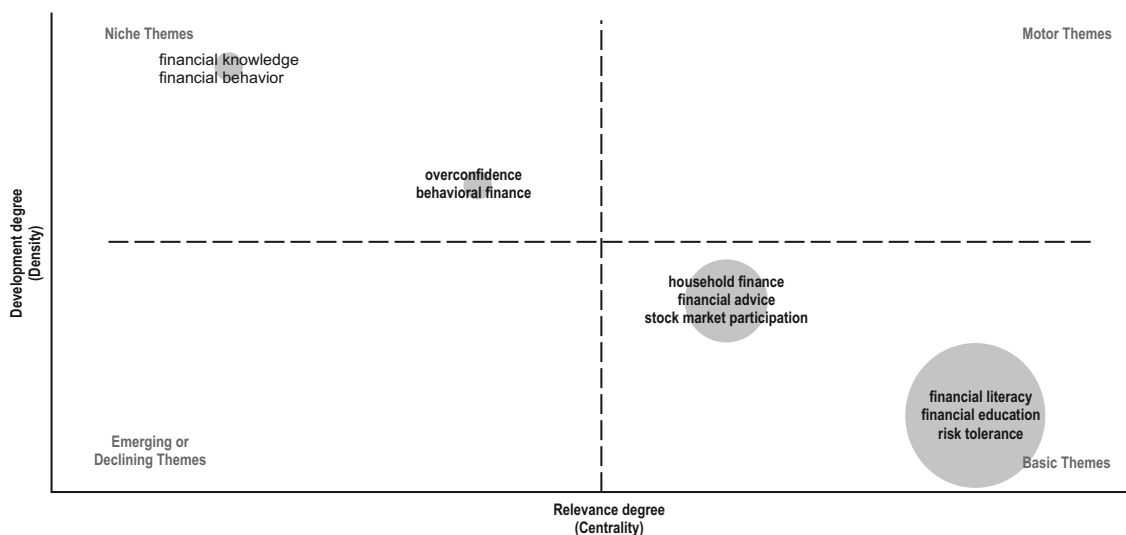 Niche Themes
Motor Themes
financial knowledge
financial behavior
overconfidence
behavioral finance
Development degree
(Density)
household finance
financial advice
stock market participation
financial literacy
financial education
risk tolerance
Emerging or
Declining Themes
Basic Themes
Relevance degree
(Centrality)